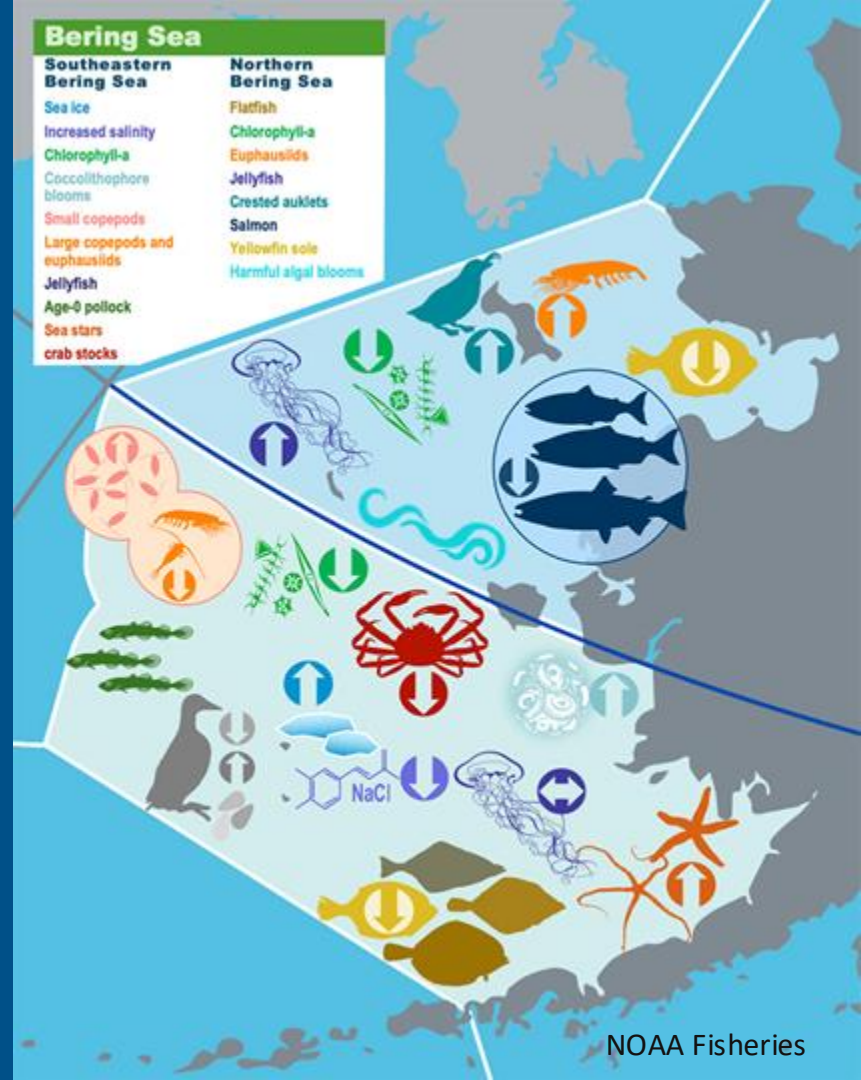 Bering Sea
Southeastern
Bering Sea
Sea ice
Increased salinity
Chlorophyll-a
Coccolithophore
blooms
Small copepods
Large copepods and
euphausiids
Jellyfish
Age-0 pollock
Sea stars
crab stocks
Northern
Bering Sea
Flatfish
Chlorophyll-a
Euphausiids
Jellyfish
Crested auklets
Salmon
Yellowfin sole
Harmful algal blooms
NaCl
NOAA Fisheries